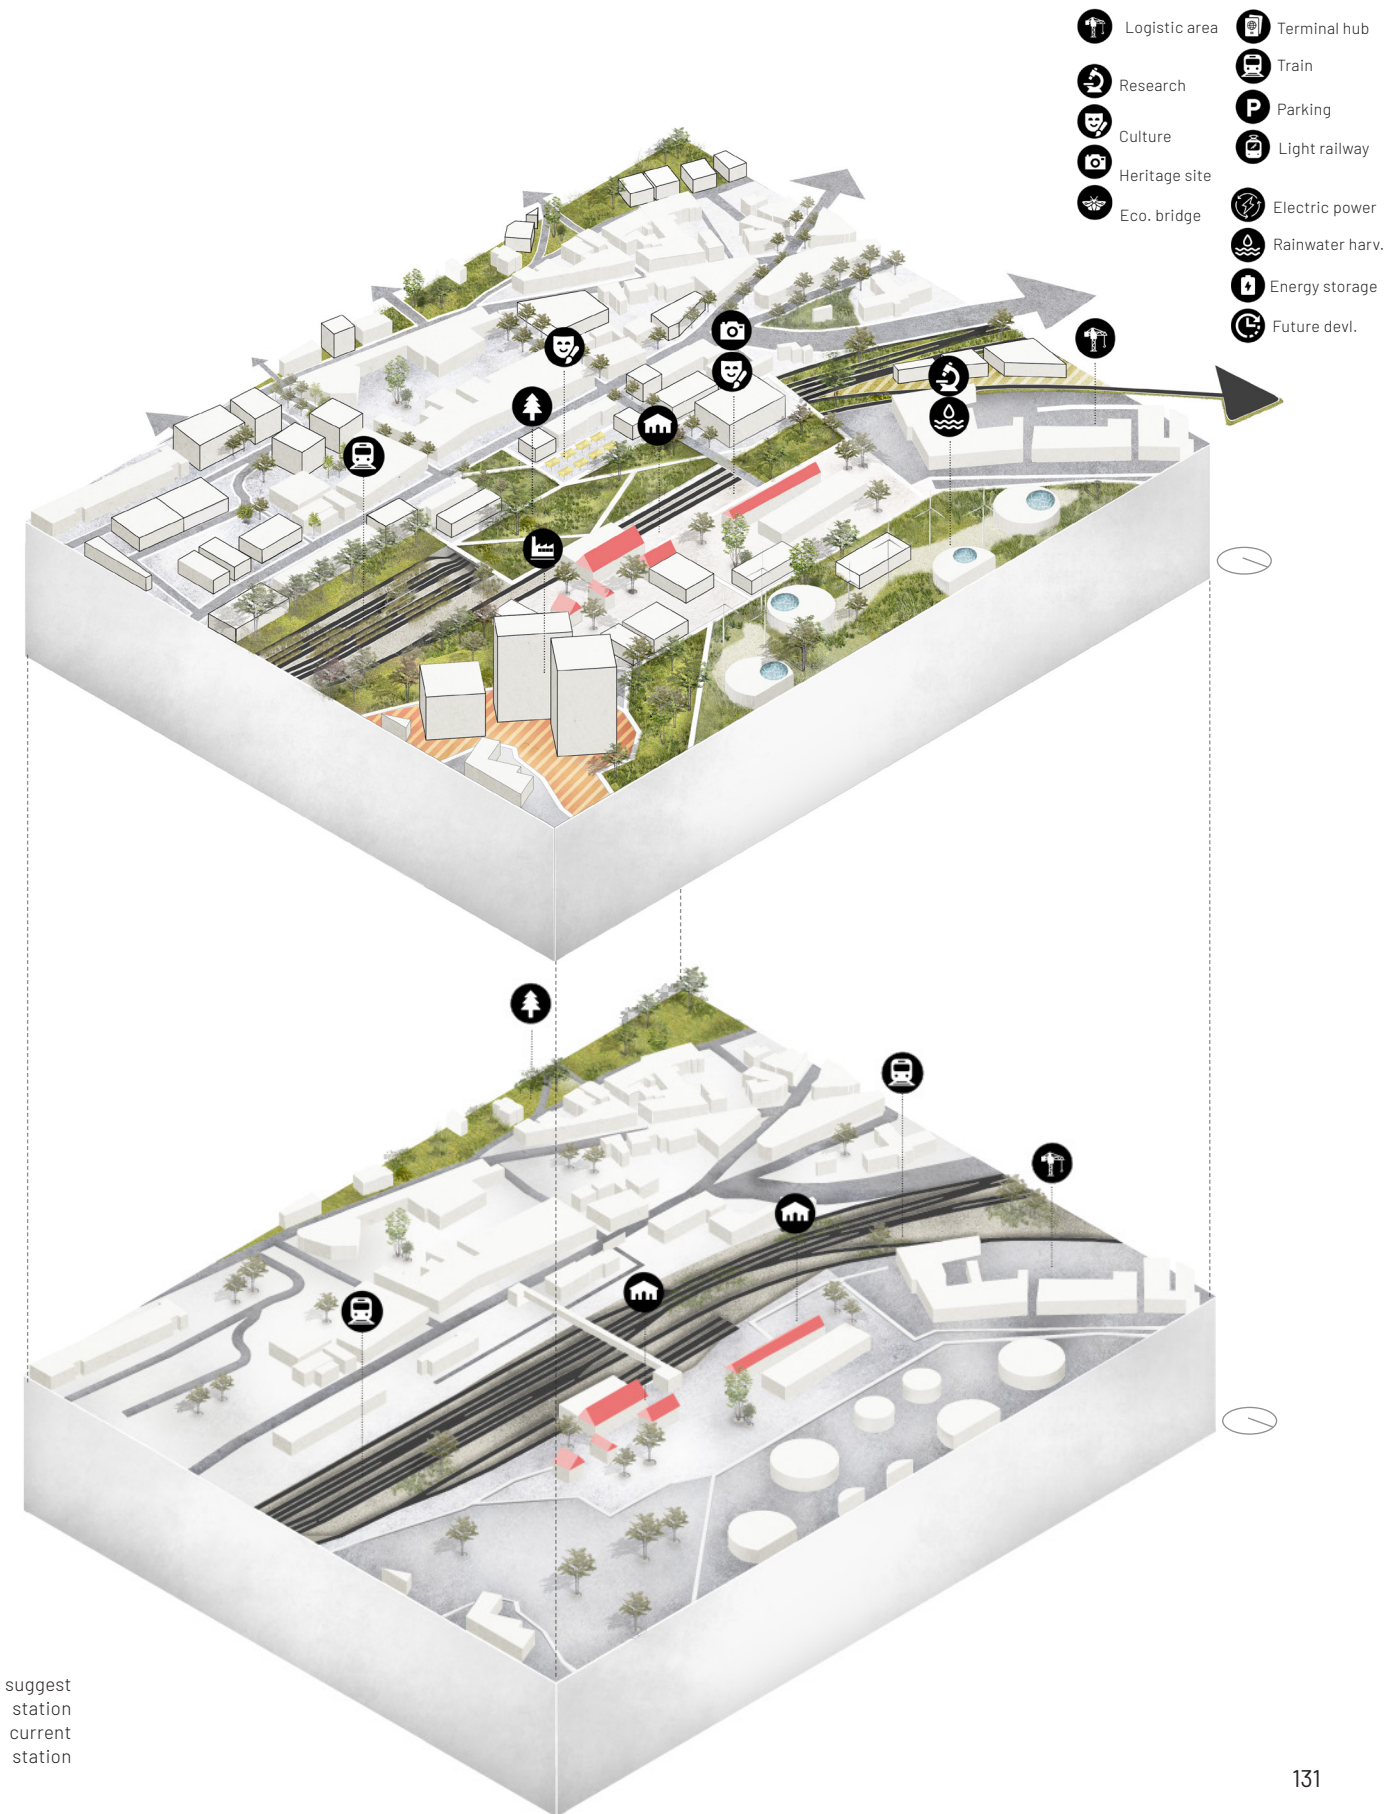 Logistic area
Research
Culture
Heritage site
Eco. bridge
Terminal hub
Train
P
Parking
Light railway
Electric power
Rainwater harv.
Energy storage
Future devl.
suggest
station
current
station
131